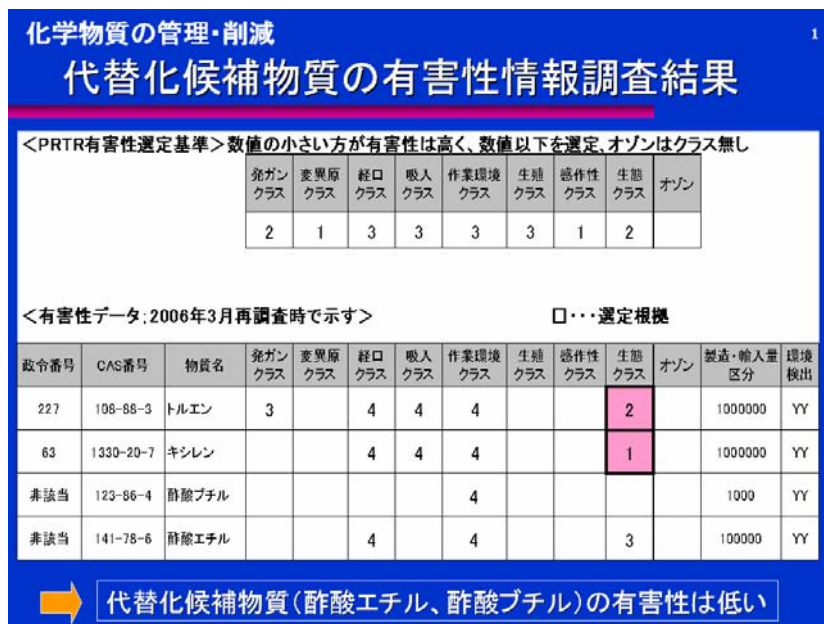 化学物質の管理・削減
1
代替化候補物質の有害性情報調査結果
<PRTR有害性選定基準>数値の小さい方が有害性は高く、数値以下を選定、オゾンはクラス無し
発ガンクラス 変異原クラス 経口クラス 吸入クラス 作業環境クラス 生殖クラス 感作性クラス 生態クラス オゾン
2 1 3 3 3 3 1 2
<有害性データ;2006年3月再調査時で示す>
□・・・選定根拠
政令番号 CAS番号 物質名 発ガンクラス 変異原クラス 経口クラス 吸入クラス 作業環境クラス 生殖クラス 感作性クラス 生態クラス オゾン 製造・輸入量区分 環境検出
227 108-88-3 トルエン 3 4 4 4 2 1000000 YY
63 1330-20-7 キシレン 4 4 4 1 1000000 YY
非該当 123-86-4 酢酸ブチル 4 1000 YY
非該当 141-78-6 酢酸エチル 4 4 3 100000 YY
代替化候補物質(酢酸エチル、酢酸ブチル)の有害性は低い